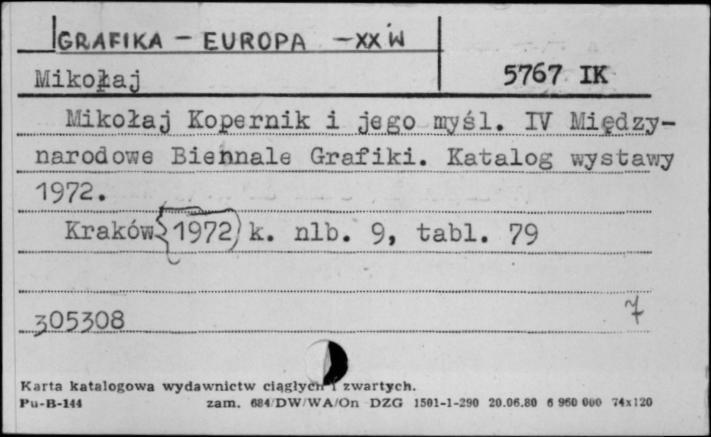 GRAFIKA - EUROPA - XX W
Mikołaj 5767 IK
Mikołaj Kopernik i jego myśl. IV Między-
narodowe Biennale Grafiki. Katalog wystawy
1972.
Kraków {1972) k. nlb. 9, tabl. 79
305308 7
Karta katalogowa wydawnictw ciągłych i zwartych.
Pu-B-144 zam. 684/DW/WA/On DZG 1501-1-290 20.06.80 6 960 000 74x120